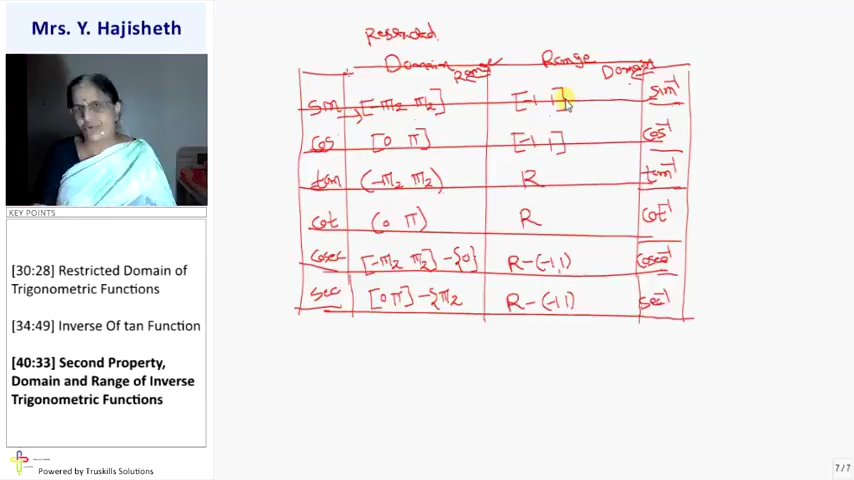 Mrs. Y. Hajisheth
KEY POINTS
[30:28] Restricted Domain of
Trigonometric Functions
[34:49] Inverse Of tan Function
[40:33] Second Property,
Domain and Range of Inverse
Trigonometric Functions
Powered by Truskills Solutions
Domain Range Range Domain
sin [-π/2 π/2] [-1 1] sin⁻¹
cos [0 π] [-1 1] cos⁻¹
tan (-π/2 π/2) R tan⁻¹
cot (0 π) R cot⁻¹
cosec [-π/2 π/2] -{0} R-(-1,1) cosec⁻¹
sec [0 π] -{π/2 R-(-1 1) sec⁻¹
7/7